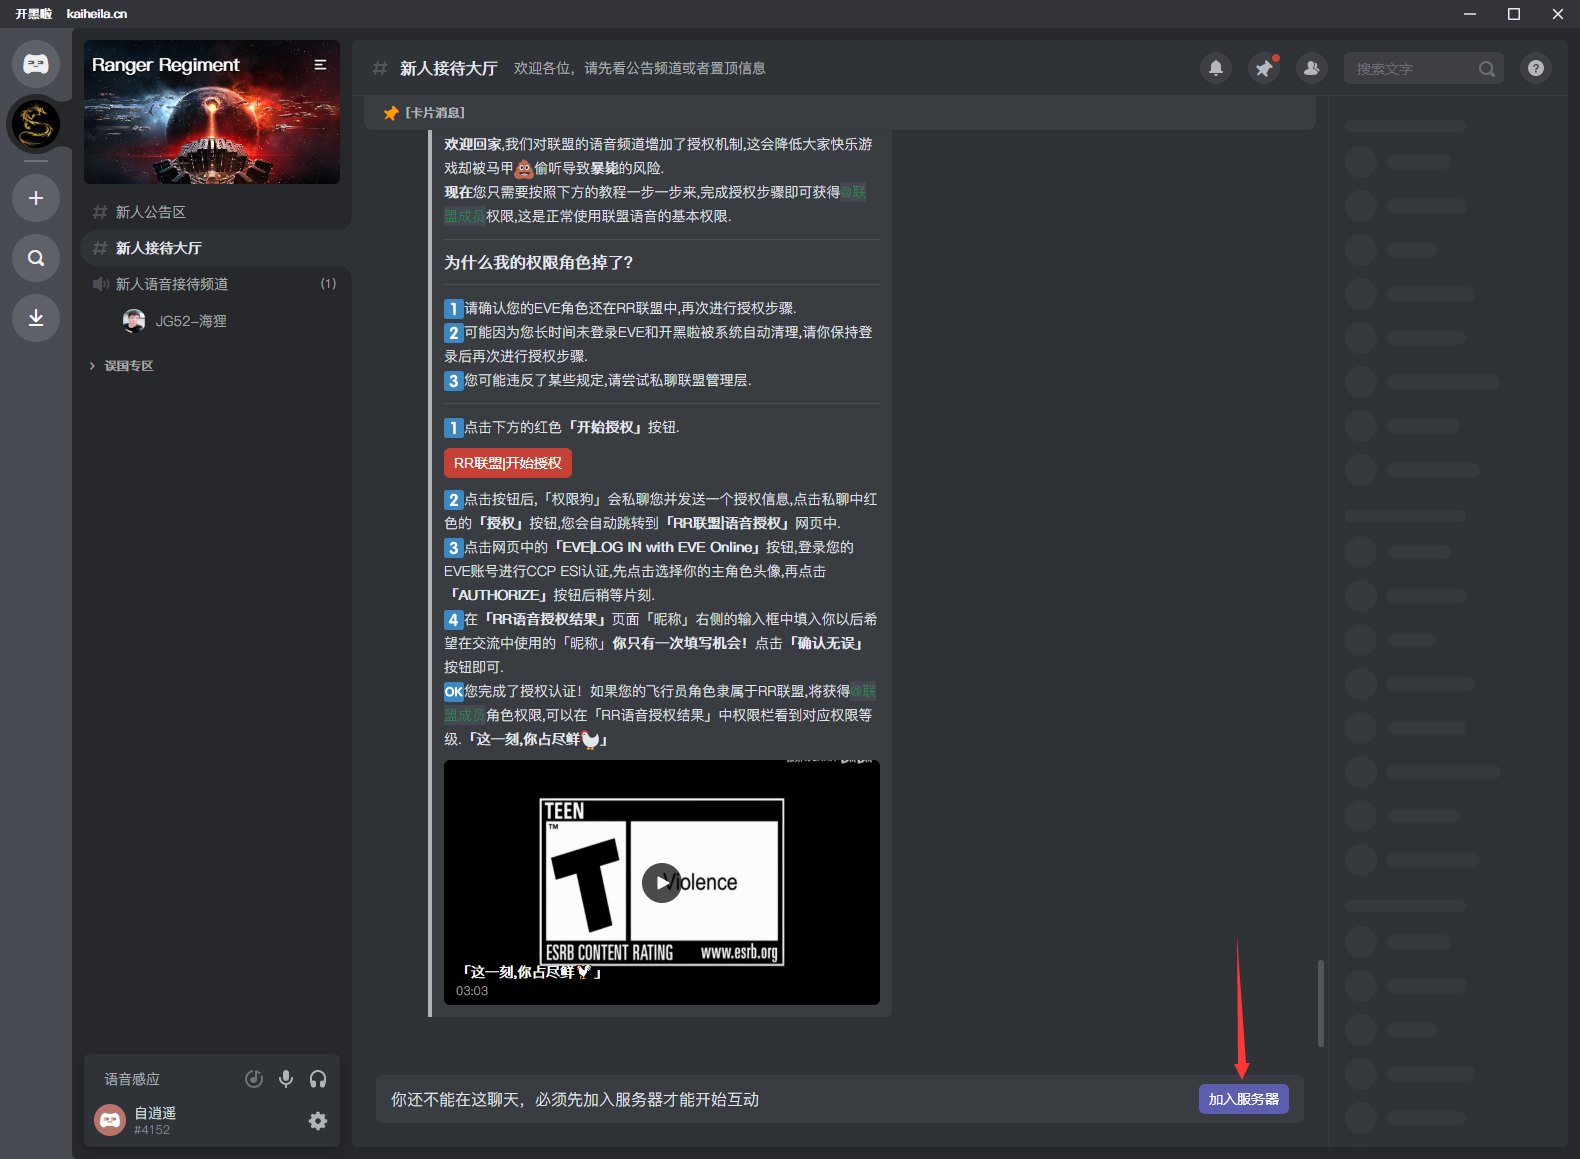 开黑啦 kaiheila.cn
Ranger Regiment
新人公告区
新人接待大厅
新人语音接待频道 (1)
JG52-海狸
误国专区
语音感应
自逍遥
#4152
# 新人接待大厅 欢迎各位，请先看公告频道或者置顶信息
搜索文字
[卡片消息]
欢迎回家,我们对联盟的语音频道增加了授权机制,这会降低大家快乐游
戏却被马甲💩偷听导致暴毙的风险.
现在您只需要按照下方的教程一步一步来,完成授权步骤即可获得@联
盟成员权限,这是正常使用联盟语音的基本权限.
为什么我的权限角色掉了?
1请确认您的EVE角色还在RR联盟中,再次进行授权步骤.
2可能因为您长时间未登录EVE和开黑啦被系统自动清理,请你保持登
录后再次进行授权步骤.
3您可能违反了某些规定,请尝试私聊联盟管理层.
1点击下方的红色「开始授权」按钮.
RR联盟|开始授权
2点击按钮后,「权限狗」会私聊您并发送一个授权信息,点击私聊中红
色的「授权」按钮,您会自动跳转到「RR联盟|语音授权」网页中.
3点击网页中的「EVE|LOG IN with EVE Online」按钮,登录您的
EVE账号进行CCP ESI认证,先点击选择你的主角色头像,再点击
「AUTHORIZE」按钮后稍等片刻.
4在「RR语音授权结果」页面「昵称」右侧的输入框中填入你以后希
望在交流中使用的「昵称」你只有一次填写机会！点击「确认无误」
按钮即可.
OK您完成了授权认证！如果您的飞行员角色隶属于RR联盟,将获得@联
盟成员角色权限,可以在「RR语音授权结果」中权限栏看到对应权限等
级.「这一刻,你占尽鲜🐔」
TEEN
TM
T
Violence
ESRB CONTENT RATING www.esrb.org
「这一刻,你占尽鲜🐓」
03:03
你还不能在这聊天，必须先加入服务器才能开始互动
加入服务器